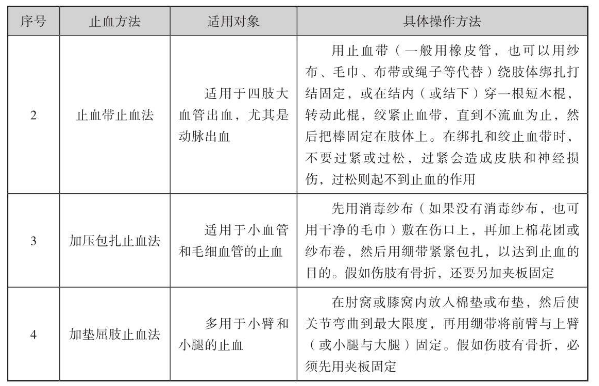 序号 止血方法 适用对象 具体操作方法
2 止血带止血法
适用于四肢大
血管出血，尤其是
动脉出血
用止血带（一般用橡皮管，也可以用纱
布、毛巾、布带或绳子等代替）绕肢体绑扎打
结固定，或在结内（或结下）穿一根短木棍，
转动此棍，绞紧止血带，直到不流血为止，然
后把棒固定在肢体上。在绑扎和绞止血带时，
不要过紧或过松，过紧会造成皮肤和神经损
伤，过松则起不到止血的作用
3 加压包扎止血法
适用于小血管
和毛细血管的止血
先用消毒纱布（如果没有消毒纱布，也可
用干净的毛巾）敷在伤口上，再加上棉花团或
纱布卷，然后用绷带紧紧包扎，以达到止血的
目的。假如伤肢有骨折，还要另加夹板固定
4 加垫屈肢止血法
多用于小臂和
小腿的止血
在肘窝或膝窝内放入棉垫或布垫，然后使
关节弯曲到最大限度，再用绷带将前臂与上臂
（或小腿与大腿）固定。假如伤肢有骨折，必
须先用夹板固定